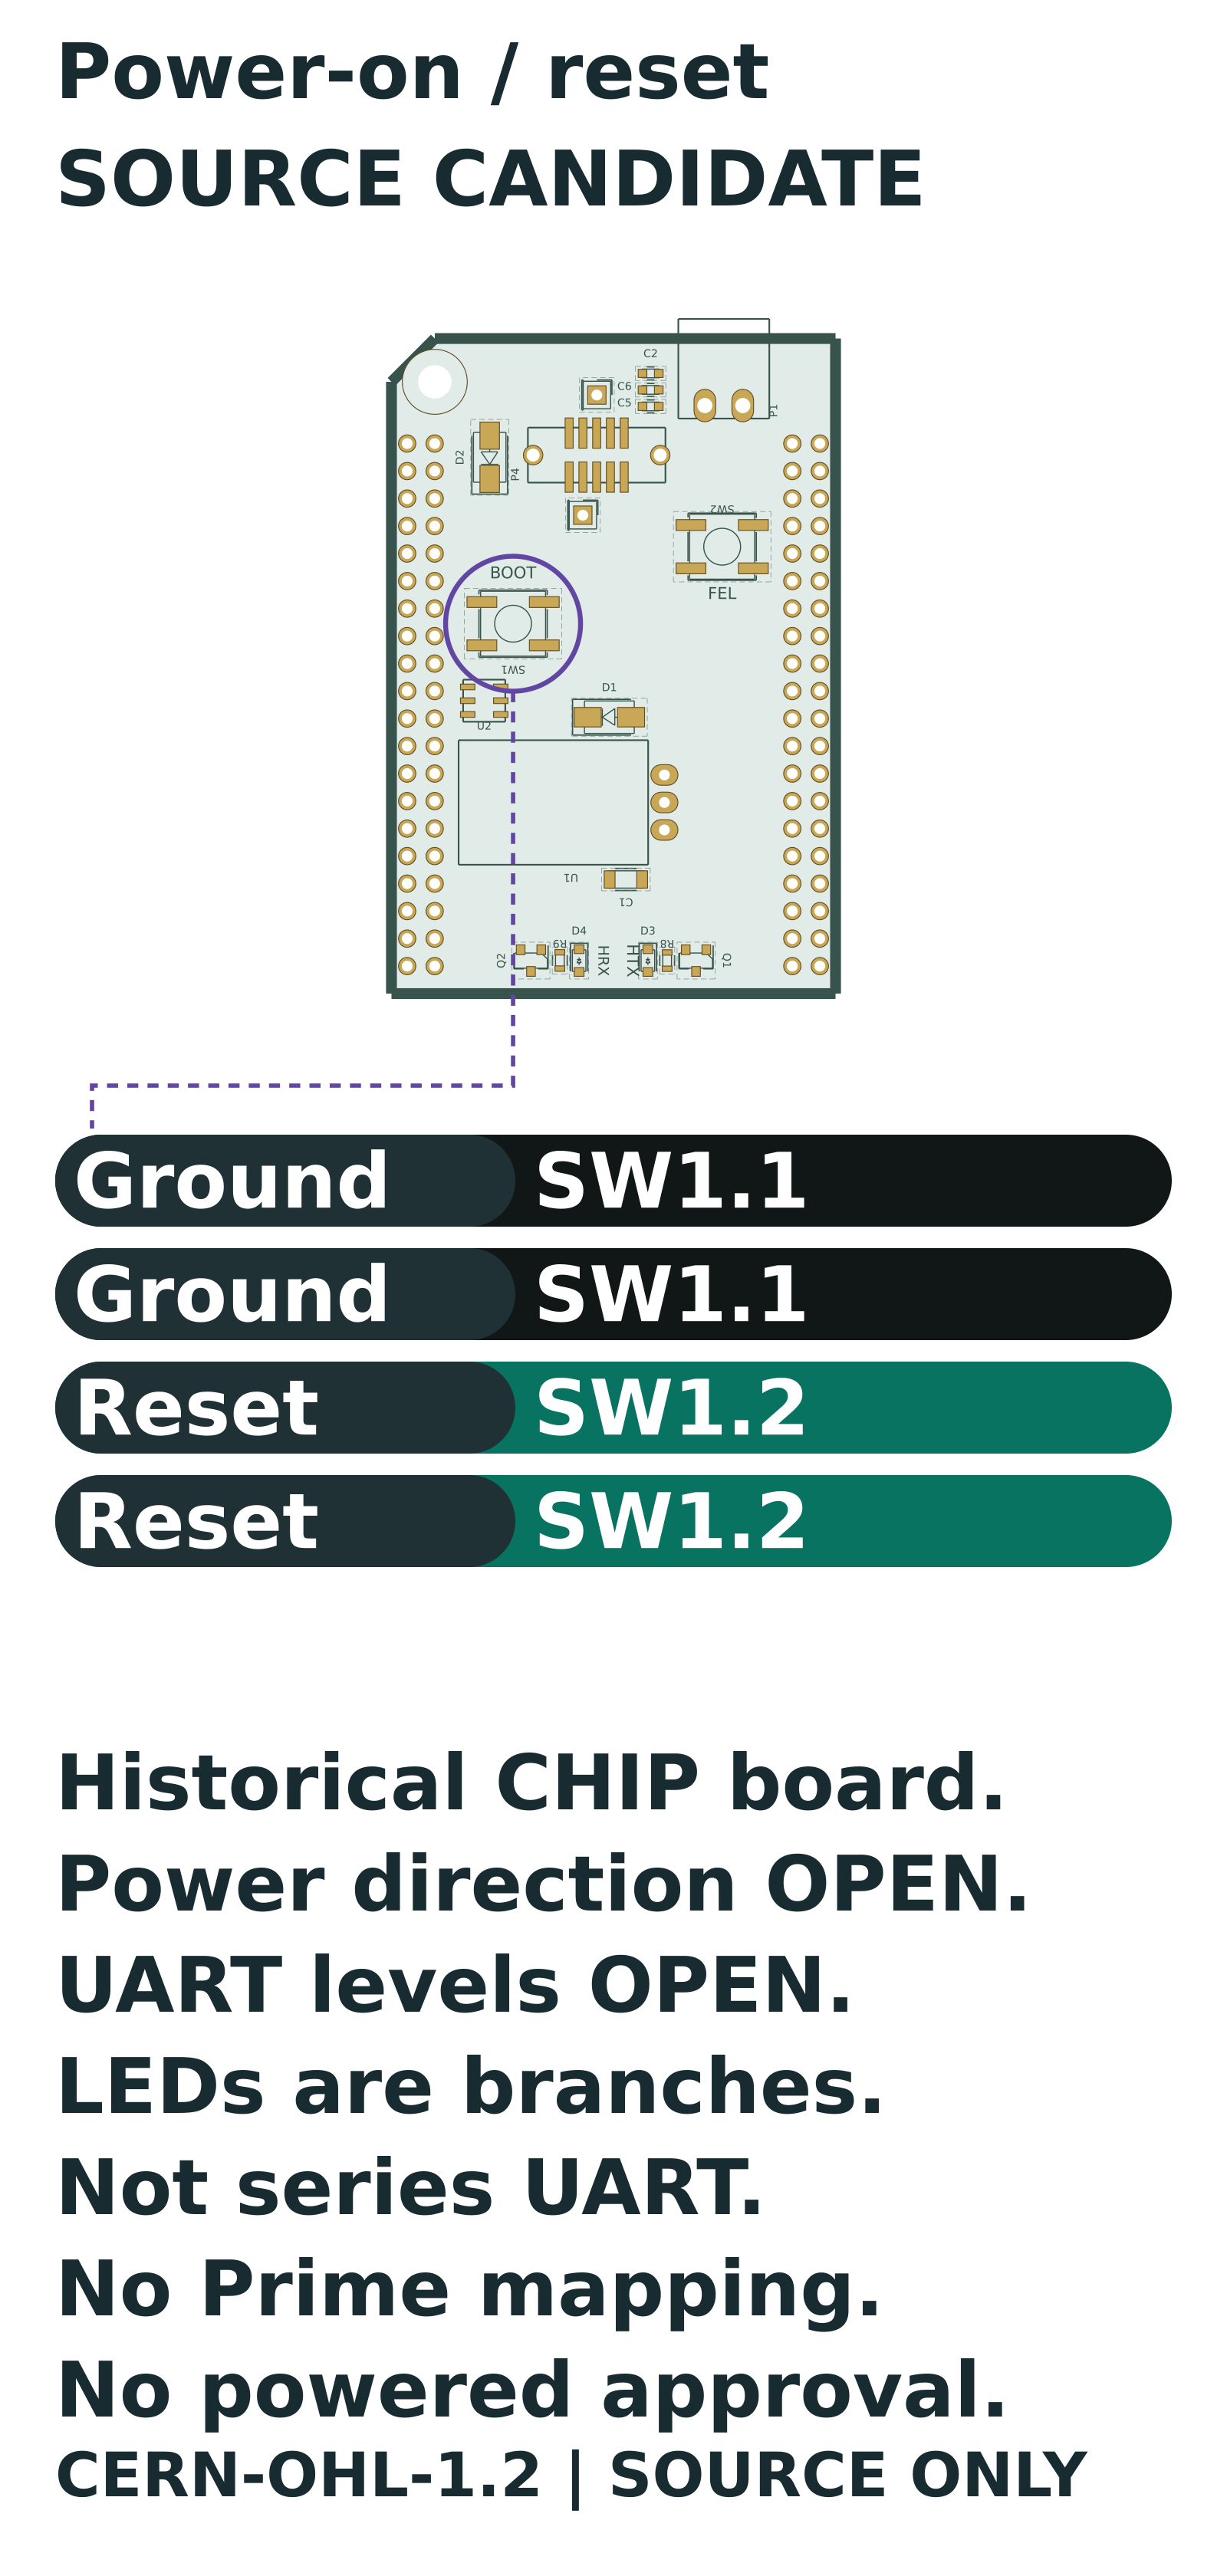 Power-on / reset
SOURCE CANDIDATE
C2
C6
C5
P1
D2
P4
SW2
BOOT
FEL
SW1
D1
U2
U1
C1
D4
D3
Q2
R9
HRX
HTX
R8
Q1
Ground SW1.1
Ground SW1.1
Reset SW1.2
Reset SW1.2
Historical CHIP board.
Power direction OPEN.
UART levels OPEN.
LEDs are branches.
Not series UART.
No Prime mapping.
No powered approval.
CERN-OHL-1.2 | SOURCE ONLY